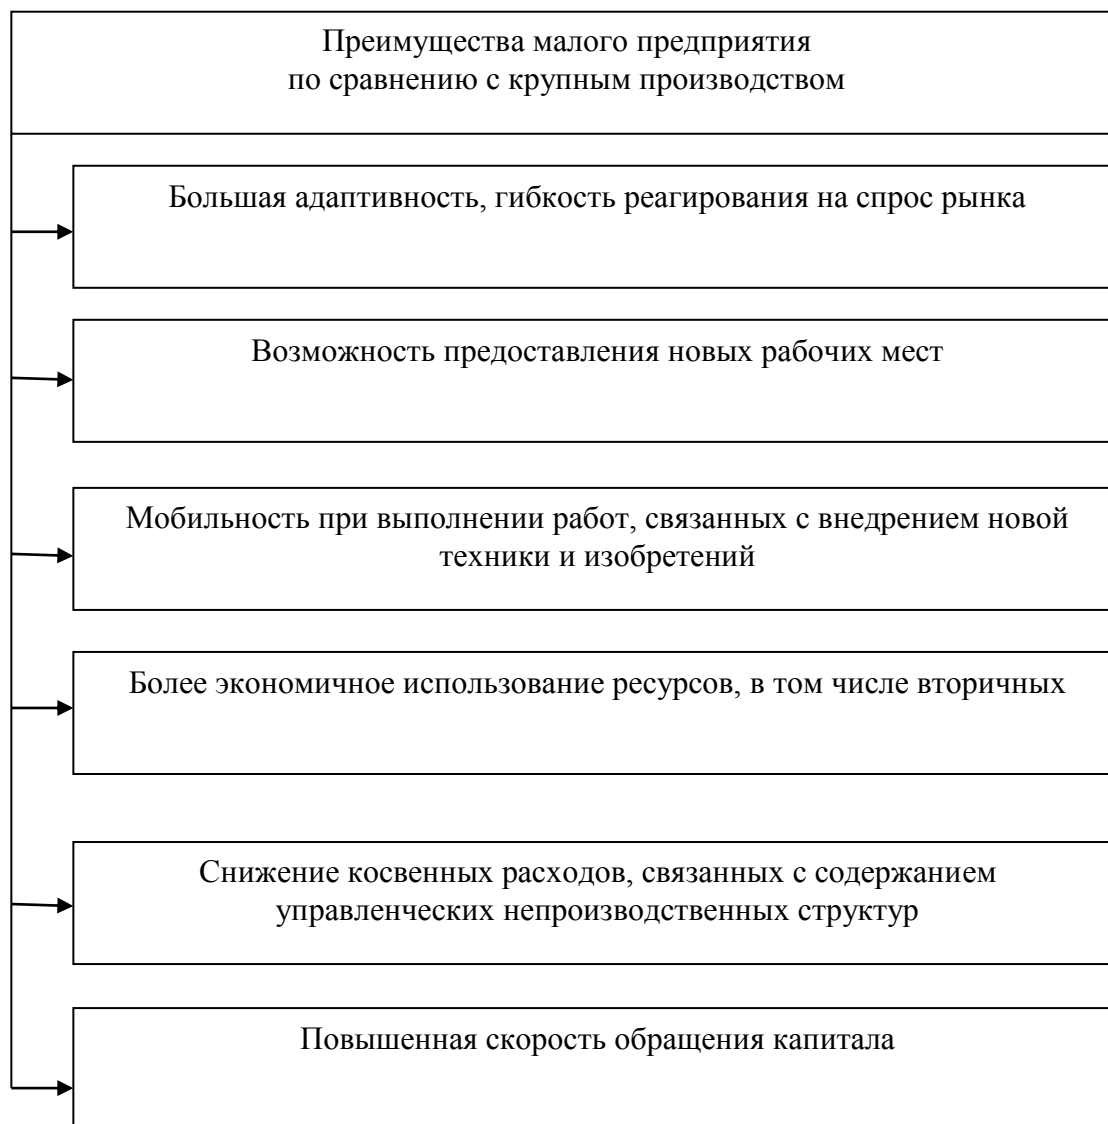 Преимущества малого предприятия
по сравнению с крупным производством
Большая адаптивность, гибкость реагирования на спрос рынка
Возможность предоставления новых рабочих мест
Мобильность при выполнении работ, связанных с внедрением новой
техники и изобретений
Более экономичное использование ресурсов, в том числе вторичных
Снижение косвенных расходов, связанных с содержанием
управленческих непроизводственных структур
Повышенная скорость обращения капитала